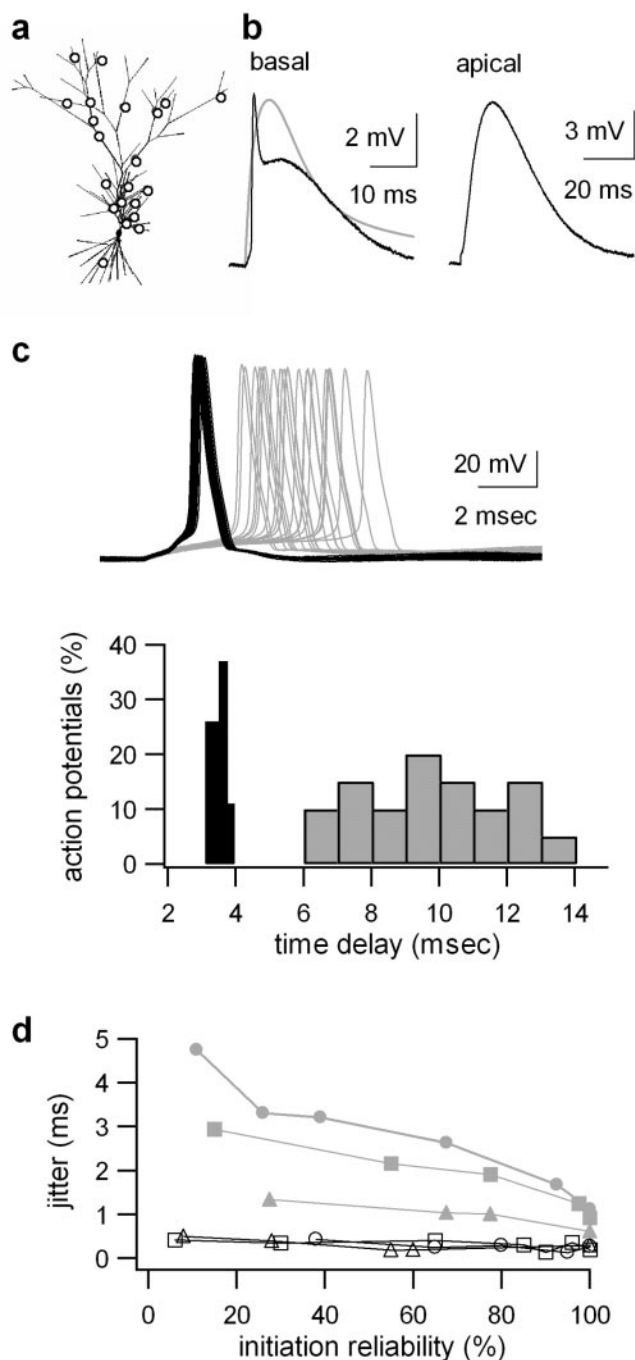 a
b
basal
apical
2 mV
10 ms
3 mV
20 ms
c
20 mV
2 msec
action potentials (%)
40
30
20
10
0
2 4 6 8 10 12 14
time delay (msec)
d
jitter (ms)
5
4
3
2
1
0
0 20 40 60 80 100
initiation reliability (%)